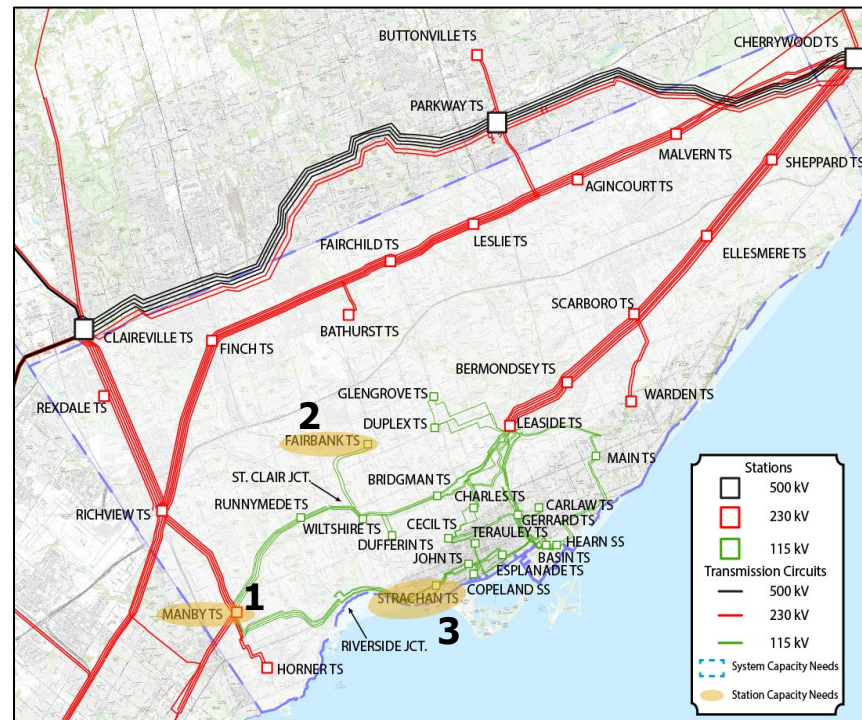 BUTTONVILLE TS
CHERRYWOOD TS
PARKWAY TS
MALVERN TS
SHEPPARD TS
AGINCOURT TS
LESLIE TS
FAIRCHILD TS
ELLESMERE TS
SCARBORO TS
BATHURST TS
CLAIREVILLE TS
FINCH TS
BERMONDSEY TS
GLENGROVE TS
WARDEN TS
REXDALE TS
2
DUPLEX TS
LEASIDE TS
FAIRBANK TS
MAIN TS
ST. CLAIR JCT.
BRIDGMAN TS
RUNNYMEDE TS
CHARLES TS
CARLAW TS
RICHVIEW TS
WILTSHIRE TS
CECIL TS
GERRARD TS
TERAULEY TS
DUFFERIN TS
HEARN SS
BASIN TS
JOHN TS
ESPLANADE TS
COPELAND SS
1
MANBY TS
STRACHAN TS
3
RIVERSIDE JCT.
HORNER TS
Stations
500 kV
230 kV
115 kV
Transmission Circuits
500 kV
230 kV
115 kV
System Capacity Needs
Station Capacity Needs